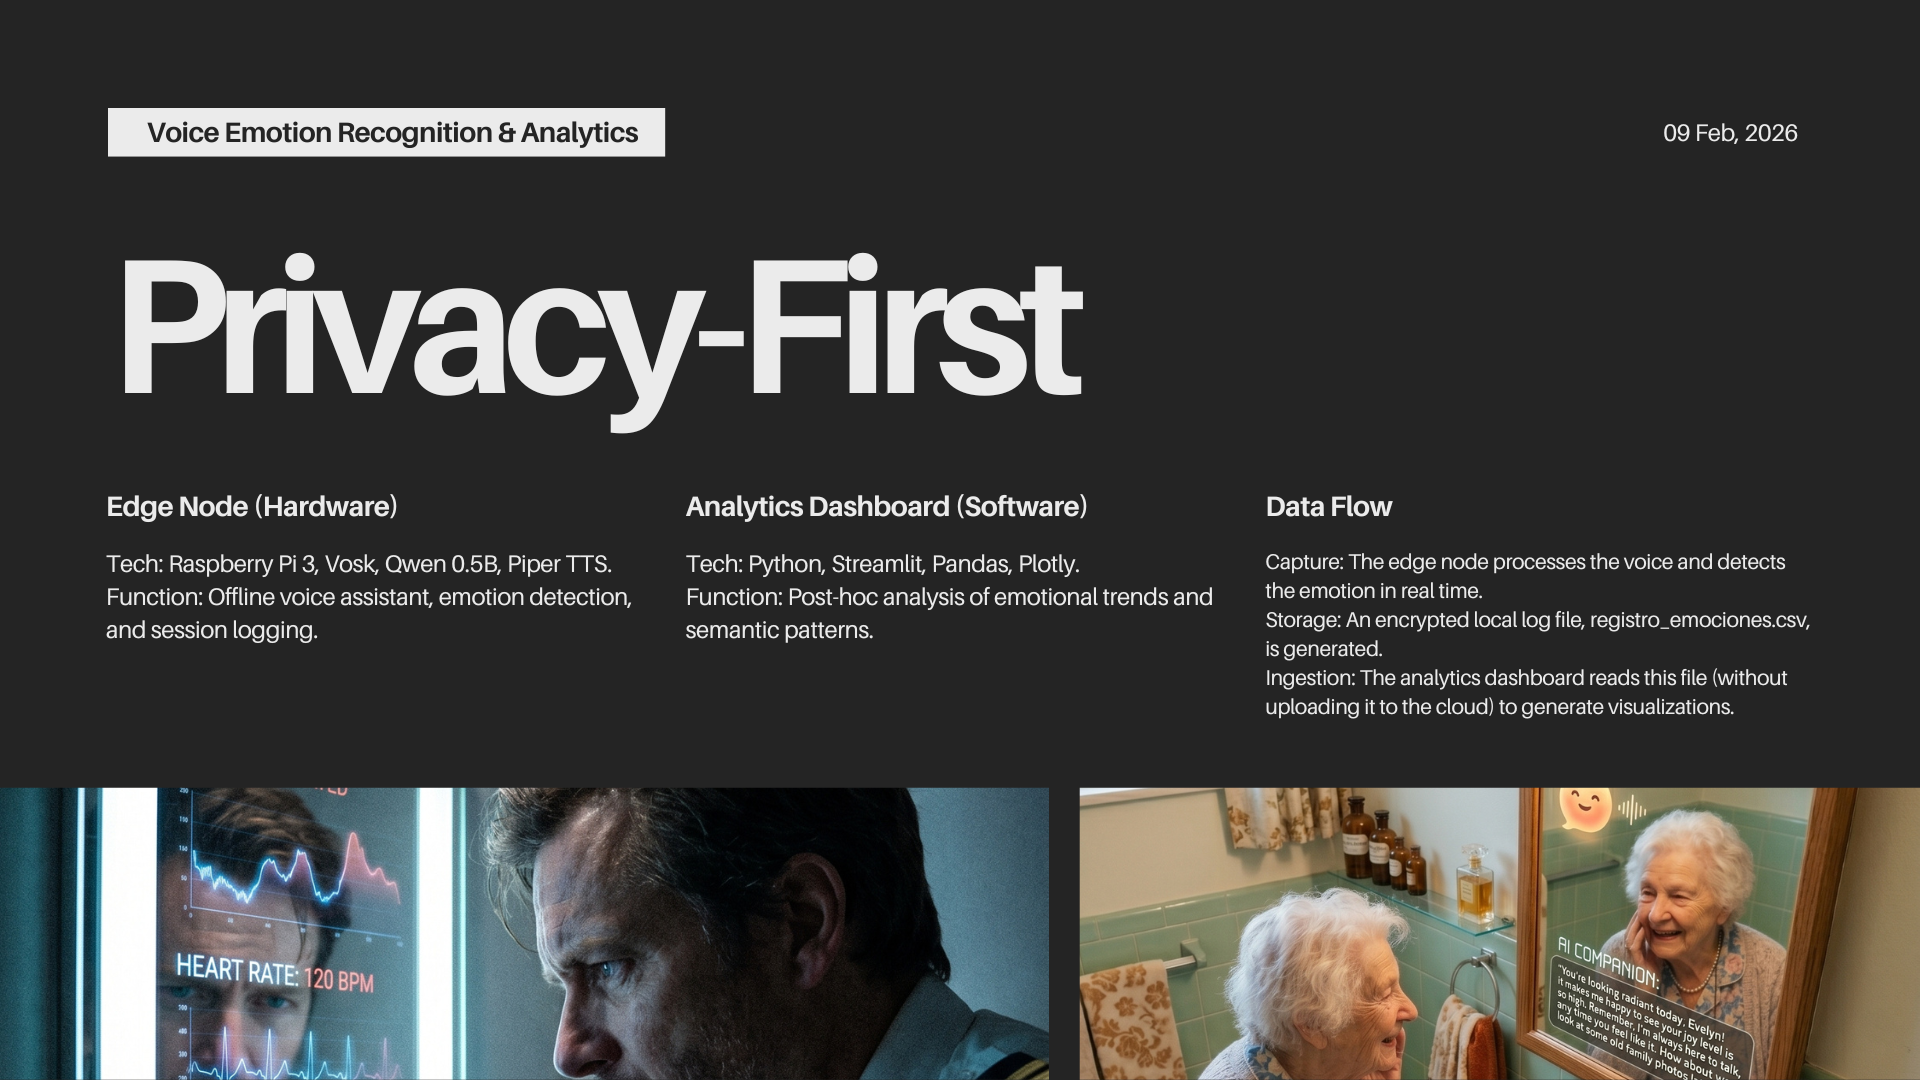 Voice Emotion Recognition & Analytics
09 Feb, 2026
Privacy-First
Edge Node (Hardware)
Tech: Raspberry Pi 3, Vosk, Qwen 0.5B, Piper TTS.
Function: Offline voice assistant, emotion detection,
and session logging.
Analytics Dashboard (Software)
Tech: Python, Streamlit, Pandas, Plotly.
Function: Post-hoc analysis of emotional trends and
semantic patterns.
Data Flow
Capture: The edge node processes the voice and detects
the emotion in real time.
Storage: An encrypted local log file, registro_emociones.csv,
is generated.
Ingestion: The analytics dashboard reads this file (without
uploading it to the cloud) to generate visualizations.
HEART RATE: 120 BPM
AI COMPANION:
"You're looking radiant today, Evelyn!
it makes me happy to see your joy level is
so high. Remember, I'm always here to talk,
any time you feel like it. How about
look at some old family photos